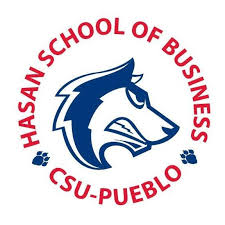 HASAN SCHOOL OF BUSINESS
CSU-PUEBLO